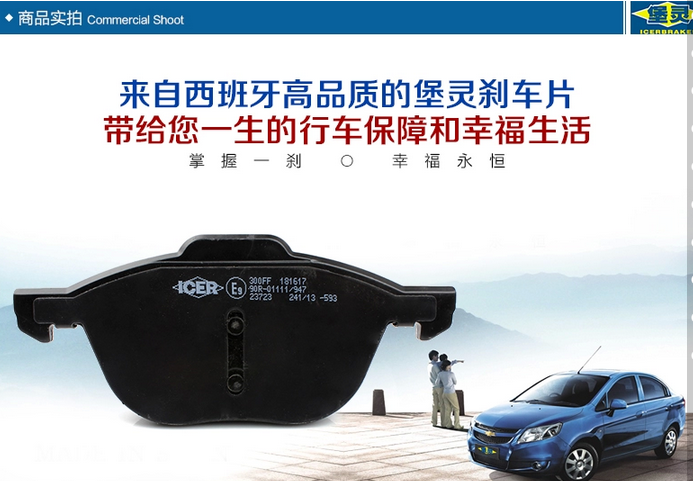 商品实拍 Commercial Shoot
堡灵
ICERBRAKE
来自西班牙高品质的堡灵刹车片
带给您一生的行车保障和幸福生活
掌握一刹 ○ 幸福永恒
ICER E9 300FF 181617
90R-01111/947
23723 241/13 -593